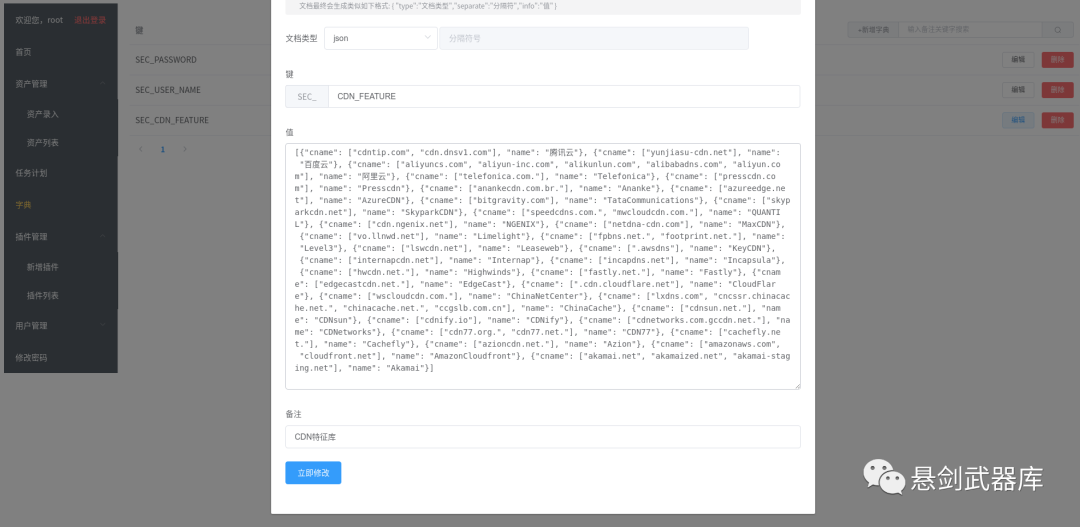 文档最终会生成类似如下格式: { "type":"文档类型","separate":"分隔符","info":"值" }
欢迎您，root 退出登录
首页
资产管理
资产录入
资产列表
任务计划
字典
插件管理
新增插件
插件列表
用户管理
修改密码
键
+新增字典 输入备注关键字搜索
SEC_PASSWORD 编辑 删除
SEC_USER_NAME 编辑 删除
SEC_CDN_FEATURE 编辑 删除
1
文档类型 json 分隔符号
键
SEC_ CDN_FEATURE
值
[{"cname": ["cdntip.com", "cdn.dnsv1.com"], "name": "腾讯云"}, {"cname": ["yunjiasu-cdn.net"], "name":
"百度云"}, {"cname": ["aliyuncs.com", "aliyun-inc.com", "alikunlun.com", "alibabadns.com", "aliyun.co
m"], "name": "阿里云"}, {"cname": ["telefonica.com."], "name": "Telefonica"}, {"cname": ["presscdn.co
m"], "name": "Presscdn"}, {"cname": ["anankecdn.com.br."], "name": "Ananke"}, {"cname": ["azureedge.ne
t"], "name": "AzureCDN"}, {"cname": ["bitgravity.com"], "name": "TataCommunications"}, {"cname": ["skyp
arkcdn.net"], "name": "SkyparkCDN"}, {"cname": ["speedcdns.com.", "mwcloudcdn.com."], "name": "QUANTI
L"}, {"cname": ["cdn.ngenix.net"], "name": "NGENIX"}, {"cname": ["netdna-cdn.com"], "name": "MaxCDN"},
{"cname": ["vo.llnwd.net"], "name": "Limelight"}, {"cname": ["fpbns.net.", "footprint.net."], "name":
"Level3"}, {"cname": ["lswcdn.net"], "name": "Leaseweb"}, {"cname": [".awsdns"], "name": "KeyCDN"},
{"cname": ["internapcdn.net"], "name": "Internap"}, {"cname": ["incapdns.net"], "name": "Incapsula"},
{"cname": ["hwcdn.net."], "name": "Highwinds"}, {"cname": ["fastly.net."], "name": "Fastly"}, {"cnam
e": ["edgecastcdn.net."], "name": "EdgeCast"}, {"cname": [".cdn.cloudflare.net"], "name": "CloudFlar
e"}, {"cname": ["wscloudcdn.com."], "name": "ChinaNetCenter"}, {"cname": ["lxdns.com", "cncssr.chinacac
he.net.", "chinacache.net.", "ccgslb.com.cn"], "name": "ChinaCache"}, {"cname": ["cdnsun.net."], "nam
e": "CDNsun"}, {"cname": ["cdnify.io"], "name": "CDNify"}, {"cname": ["cdnetworks.com.gccdn.net."], "na
me": "CDNetworks"}, {"cname": ["cdn77.org.", "cdn77.net."], "name": "CDN77"}, {"cname": ["cachefly.ne
t."], "name": "Cachefly"}, {"cname": ["azioncdn.net."], "name": "Azion"}, {"cname": ["amazonaws.com",
"cloudfront.net"], "name": "AmazonCloudfront"}, {"cname": ["akamai.net", "akamaized.net", "akamai-stag
ing.net"], "name": "Akamai"}]
备注
CDN特征库
立即修改
悬剑武器库